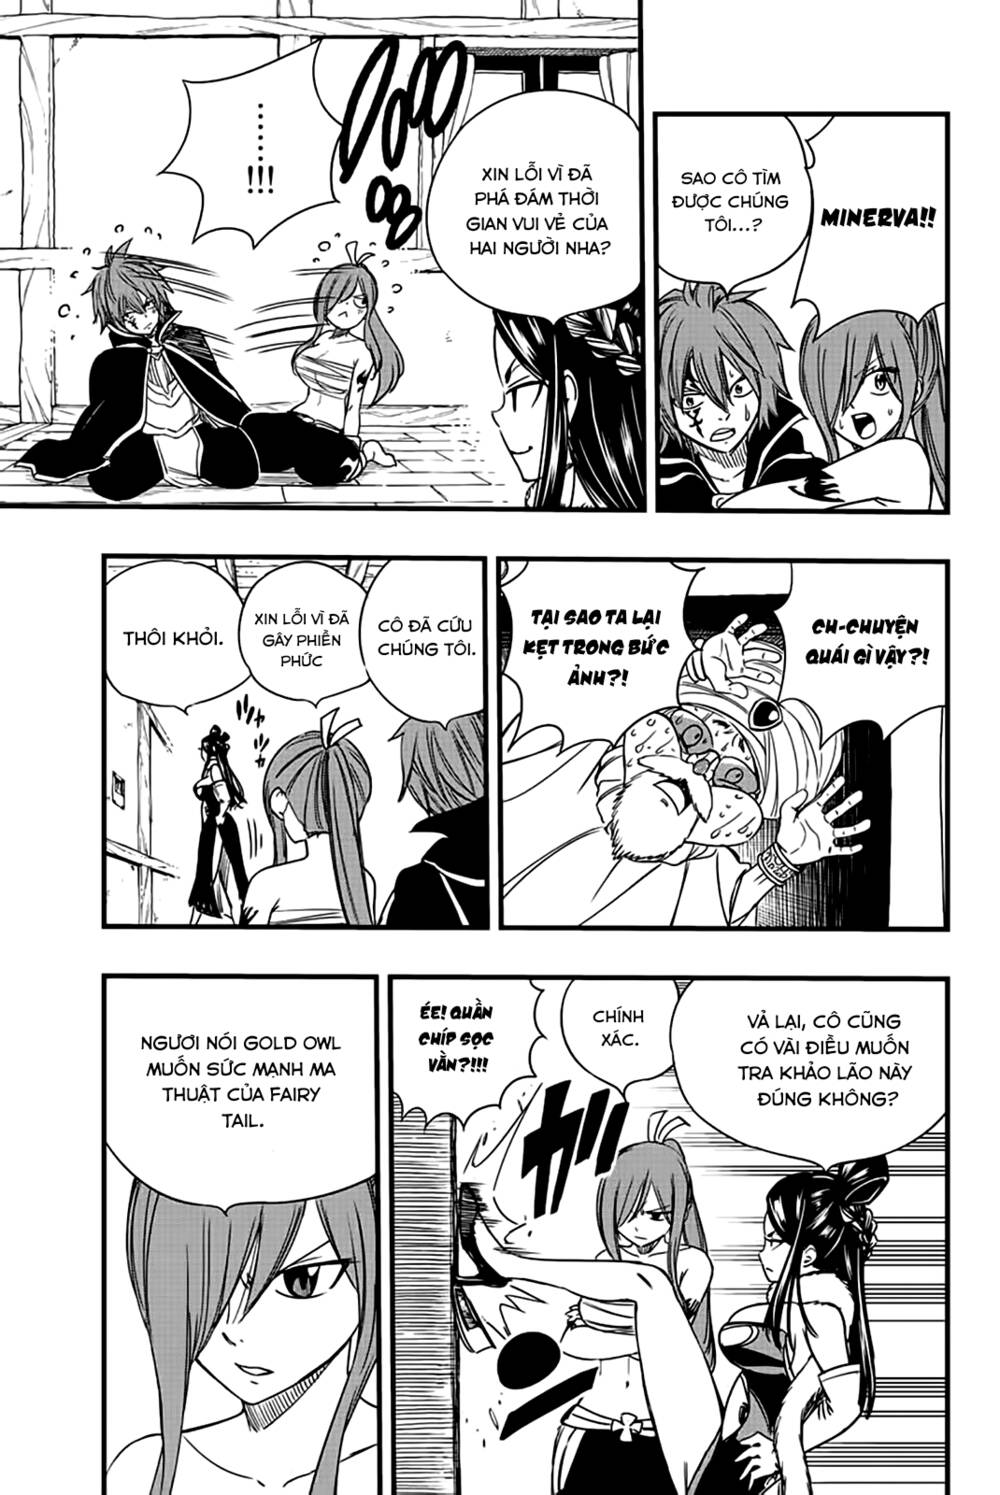 MINERVA!!
SAO CÔ TÌM
ĐƯỢC CHÚNG
TÔI...?
XIN LỖI VÌ ĐÃ
PHÁ ĐÁM THỜI
GIAN VUI VẺ CỦA
HAI NGƯỜI NHA?
......!!!
CH-CHUYỆN
QUÁI GÌ VẬY?!
TẠI SAO TA LẠI
KẸT TRONG BỨC
ẢNH?!
CÔ ĐÃ CỨU
CHÚNG TÔI.
XIN LỖI VÌ ĐÃ
GÂY PHIỀN
PHỨC
THÔI KHỎI.
VẢ LẠI, CÔ CŨNG
CÓ VÀI ĐIỀU MUỐN
TRA KHẢO LÃO NÀY
ĐÚNG KHÔNG?
CHÍNH
XÁC.
ÉE! QUẦN
CHÍP SỌC
VẰN?!!!
NGƯƠI NÓI GOLD OWL
MUỐN SỨC MẠNH MA
THUẬT CỦA FAIRY
TAIL.